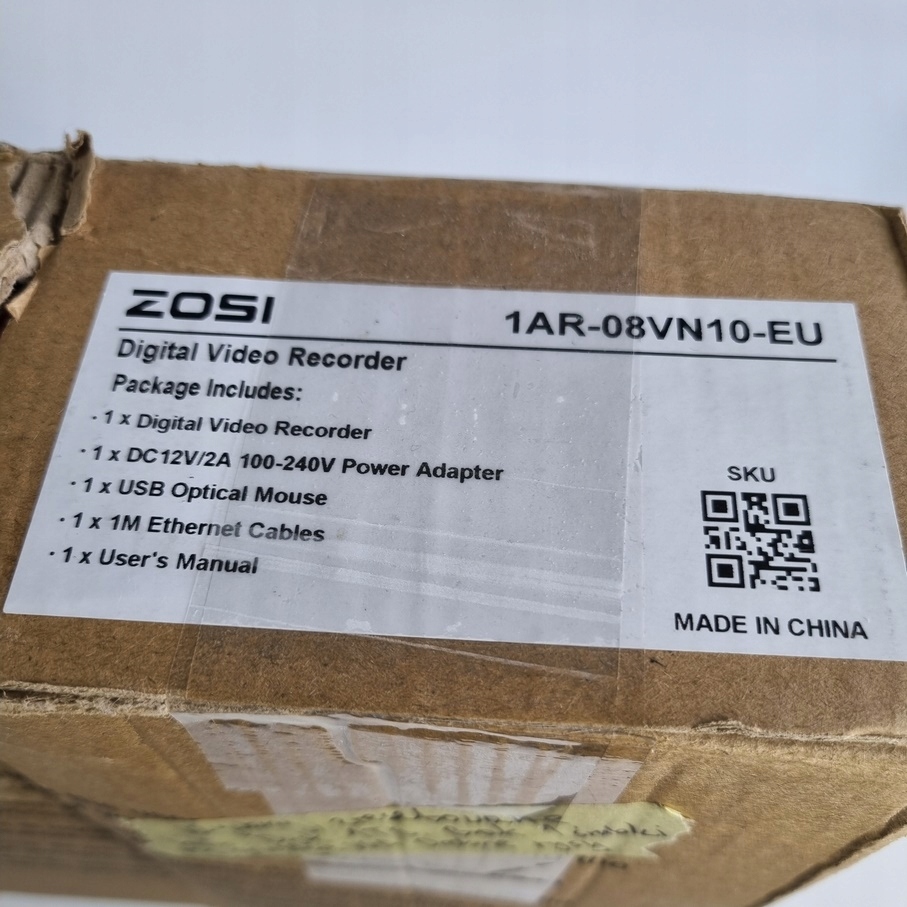 ZOSI
1AR-08VN10-EU
Digital Video Recorder
Package Includes:
· 1 x Digital Video Recorder
· 1 x DC12V/2A 100-240V Power Adapter
· 1 x USB Optical Mouse
· 1 x 1M Ethernet Cables
· 1 x User's Manual
SKU
MADE IN CHINA